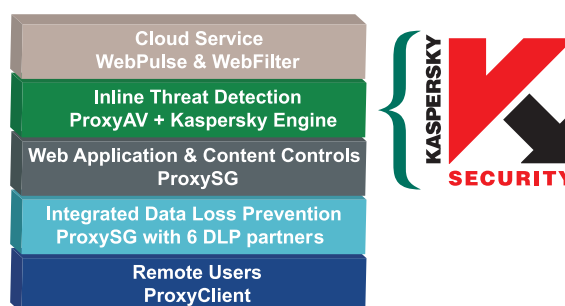 Cloud Service
WebPulse & WebFilter
Inline Threat Detection
ProxyAV + Kaspersky Engine
Web Application & Content Controls
ProxySG
Integrated Data Loss Prevention
ProxySG with 6 DLP partners
Remote Users
ProxyClient
KASPERSKY
SECURITY